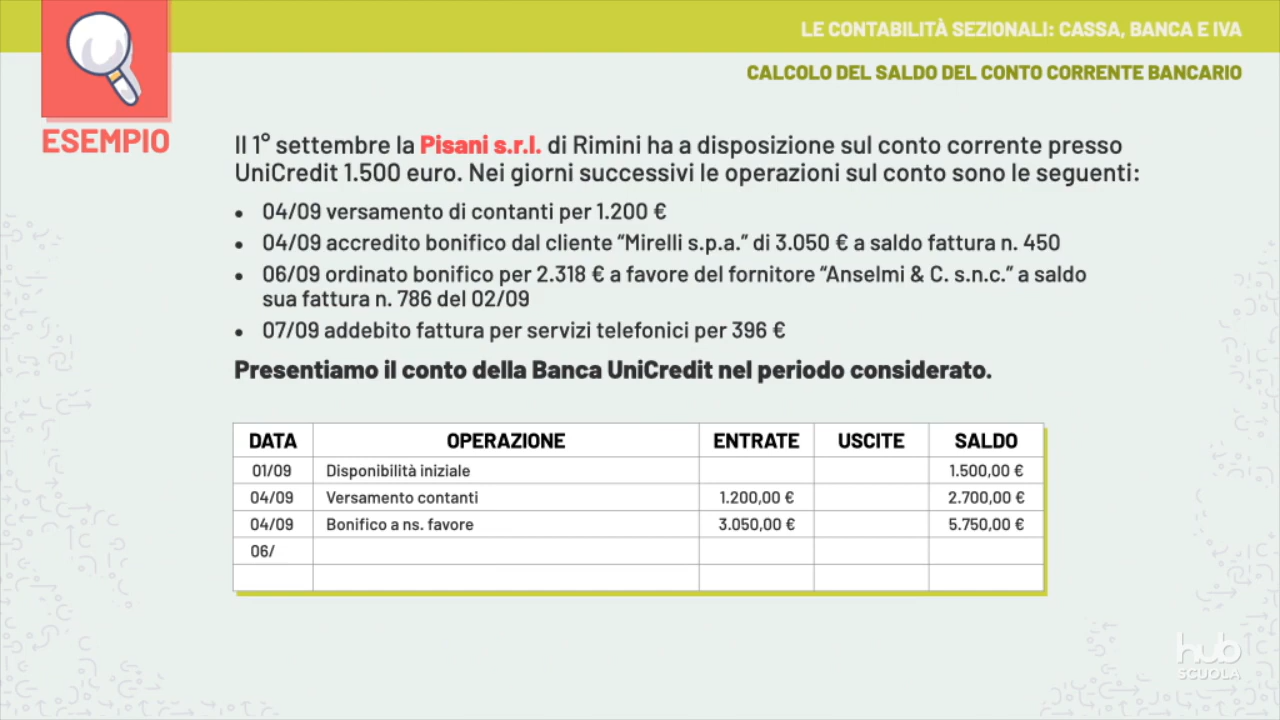 LE CONTABILITÀ SEZIONALI: CASSA, BANCA E IVA
CALCOLO DEL SALDO DEL CONTO CORRENTE BANCARIO
ESEMPIO
Il 1° settembre la Pisani s.r.l. di Rimini ha a disposizione sul conto corrente presso
UniCredit 1.500 euro. Nei giorni successivi le operazioni sul conto sono le seguenti:
• 04/09 versamento di contanti per 1.200 €
• 04/09 accredito bonifico dal cliente “Mirelli s.p.a.” di 3.050 € a saldo fattura n. 450
• 06/09 ordinato bonifico per 2.318 € a favore del fornitore “Anselmi & C. s.n.c.” a saldo
sua fattura n. 786 del 02/09
• 07/09 addebito fattura per servizi telefonici per 396 €
Presentiamo il conto della Banca UniCredit nel periodo considerato.
DATA OPERAZIONE ENTRATE USCITE SALDO
01/09 Disponibilità iniziale 1.500,00 €
04/09 Versamento contanti 1.200,00 € 2.700,00 €
04/09 Bonifico a ns. favore 3.050,00 € 5.750,00 €
06/
hub
SCUOLA